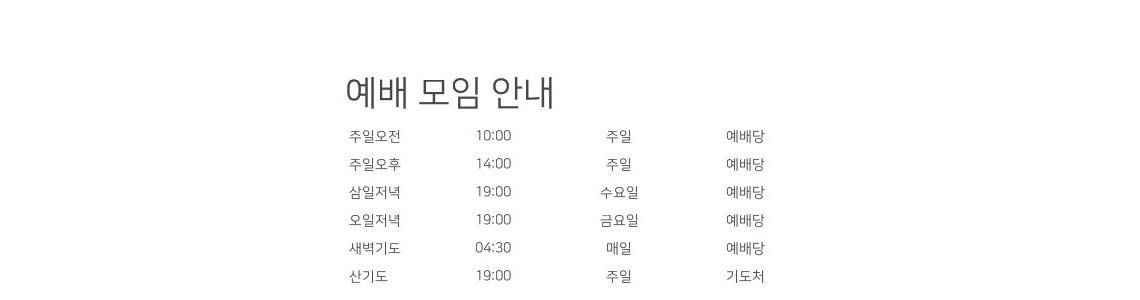 예배 모임 안내
주일오전 10:00 주일 예배당
주일오후 14:00 주일 예배당
삼일저녁 19:00 수요일 예배당
오일저녁 19:00 금요일 예배당
새벽기도 04:30 매일 예배당
산기도 19:00 주일 기도처